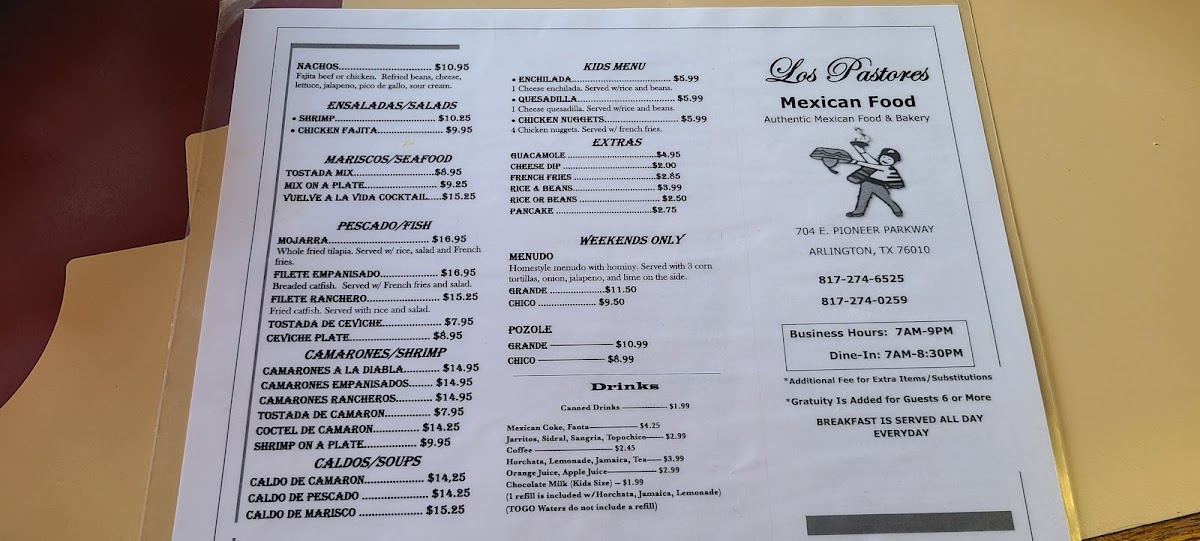 NACHOS................................ $10.95
Fajita beef or chicken. Refried beans, cheese,
lettuce, jalapeno, pico de gallo, sour cream.
ENSALADAS/SALADS
• SHRIMP.................................... $10.25
• CHICKEN FAJITA........................ $9.95
MARISCOS/SEAFOOD
TOSTADA MIX.............................$8.95
MIX ON A PLATE.......................... $9.25
VUELVE A LA VIDA COCKTAIL.....$15.25
PESCADO/FISH
MOJARRA.................................. $16.95
Whole fried tilapia. Served w/ rice, salad and French
fries.
FILETE EMPANISADO................... $16.95
Breaded catfish. Served w/ French fries and salad.
FILETE RANCHERO........................ $15.25
Fried catfish. Served with rice and salad.
TOSTADA DE CEVICHE................... $7.95
CEVICHE PLATE........................... $8.95
CAMARONES/SHRIMP
CAMARONES A LA DIABLA............ $14.95
CAMARONES EMPANISADOS........ $14.95
CAMARONES RANCHEROS............ $14.95
TOSTADA DE CAMARON............... $7.95
COCTEL DE CAMARON............... $14.25
SHRIMP ON A PLATE................. $9.95
CALDOS/SOUPS
CALDO DE CAMARON................... $14,25
CALDO DE PESCADO ..................... $14.25
CALDO DE MARISCO .................... $15.25
KIDS MENU
• ENCHILADA.................................. $5.99
1 Cheese enchilada. Served w/rice and beans.
• QUESADILLA................................. $5.99
1 Cheese quesadilla. Served w/rice and beans.
• CHICKEN NUGGETS........................$5.99
4 Chicken nuggets. Served w/ french fries.
EXTRAS
GUACAMOLE ..............................$4.95
CHEESE DIP ..............................$2.00
FRENCH FRIES ............................$2.85
RICE & BEANS............................ $3.99
RICE OR BEANS ........................... $2.50
PANCAKE ................................$2.75
WEEKENDS ONLY
MENUDO
Homestyle menudo with hominy. Served with 3 corn
tortillas, onion, jalapeno, and lime on the side.
GRANDE ...................$11.50
CHICO .................... $9.50
POZOLE
GRANDE —————— $10.99
CHICO —————— $8.99
Drinks
Canned Drinks ———— $1.99
Mexican Coke, Fanta———— $4.25
Jarritos, Sidral, Sangria, Topochico—— $2.99
Coffee —————— $2.45
Horchata, Lemonade, Jamaica, Tea—— $3.99
Orange Juice, Apple Juice———— $2.99
Chocolate Milk (Kids Size) – $1.99
(1 refill is included w/Horchata, Jamaica, Lemonade)
(TOGO Waters do not include a refill)
Los Pastores
Mexican Food
Authentic Mexican Food & Bakery
704 E. PIONEER PARKWAY
ARLINGTON, TX 76010
817-274-6525
817-274-0259
Business Hours: 7AM-9PM
Dine-In: 7AM-8:30PM
*Additional Fee for Extra Items/Substitutions
*Gratuity Is Added for Guests 6 or More
BREAKFAST IS SERVED ALL DAY
EVERYDAY